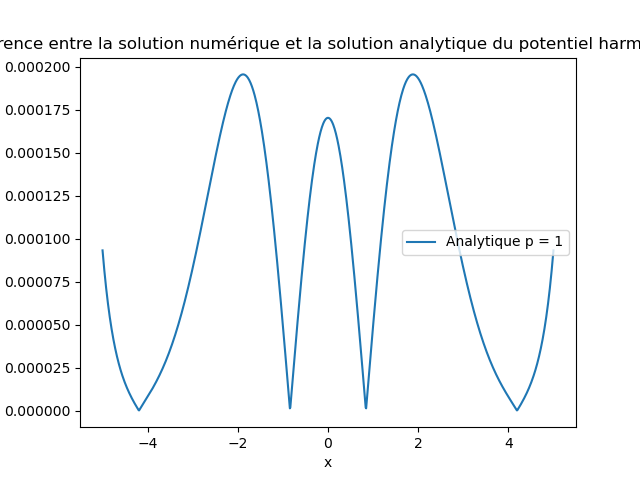 rence entre la solution numérique et la solution analytique du potentiel harm
0.000200
0.000175
0.000150
0.000125
0.000100
0.000075
0.000050
0.000025
0.000000
Analytique p = 1
−4 −2 0 2 4
x